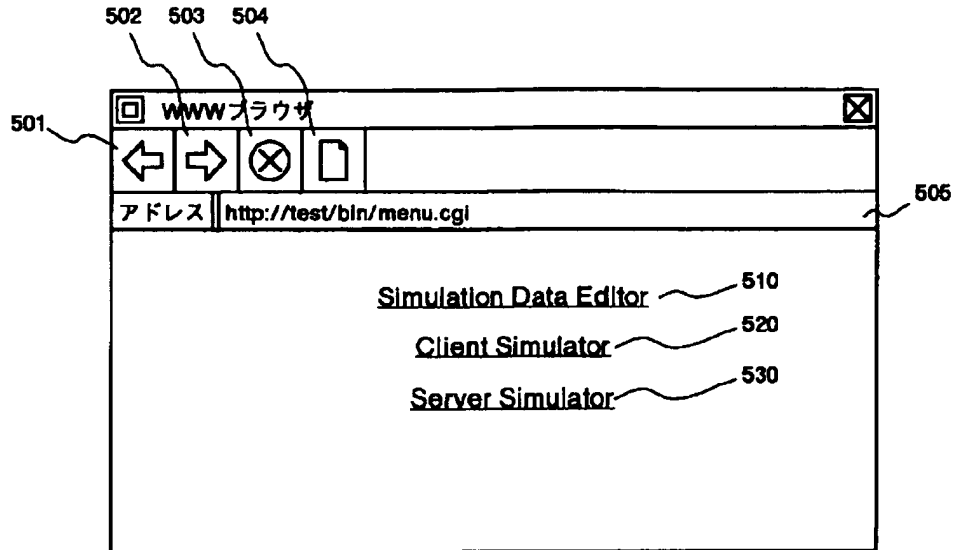 502 503 504
501
WWWブラウザ
アドレス http://test/bin/menu.cgi
505
Simulation Data Editor 510
Client Simulator 520
Server Simulator 530